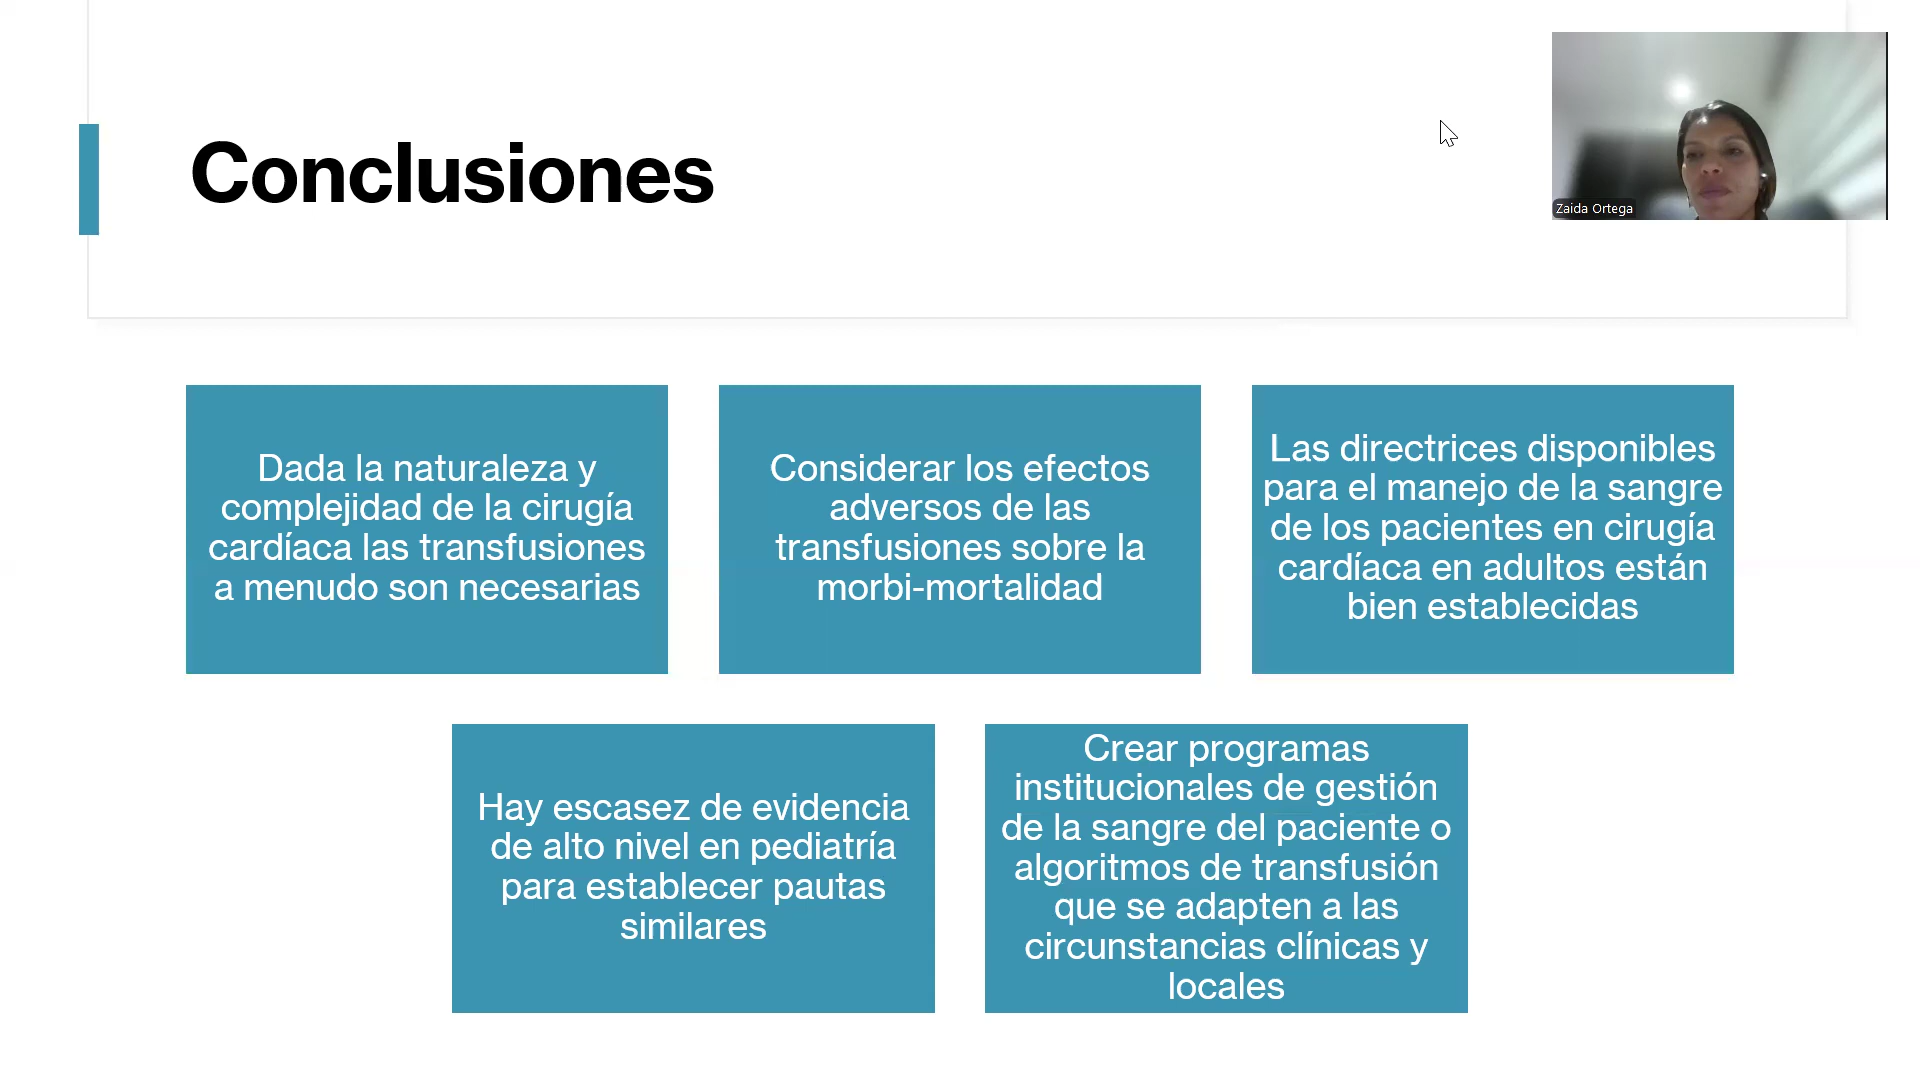 Conclusiones
Zaida Ortega
Dada la naturaleza y
complejidad de la cirugía
cardíaca las transfusiones
a menudo son necesarias
Considerar los efectos
adversos de las
transfusiones sobre la
morbi-mortalidad
Las directrices disponibles
para el manejo de la sangre
de los pacientes en cirugía
cardíaca en adultos están
bien establecidas
Hay escasez de evidencia
de alto nivel en pediatría
para establecer pautas
similares
Crear programas
institucionales de gestión
de la sangre del paciente o
algoritmos de transfusión
que se adapten a las
circunstancias clínicas y
locales